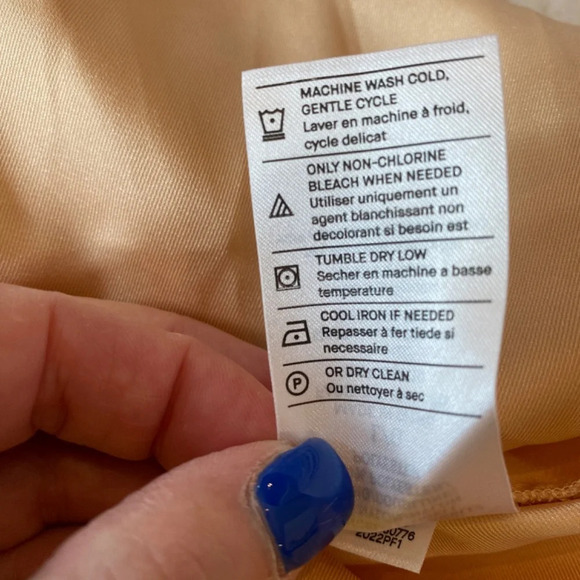 MACHINE WASH COLD,
GENTLE CYCLE
Laver en machine à froid,
cycle delicat
ONLY NON-CHLORINE
BLEACH WHEN NEEDED
Utiliser uniquement un
agent blanchissant non
decolorant si besoin est
TUMBLE DRY LOW
Secher en machine a basse
temperature
COOL IRON IF NEEDED
Repasser à fer tiede si
necessaire
P
OR DRY CLEAN
Ou nettoyer à sec
2022PF1